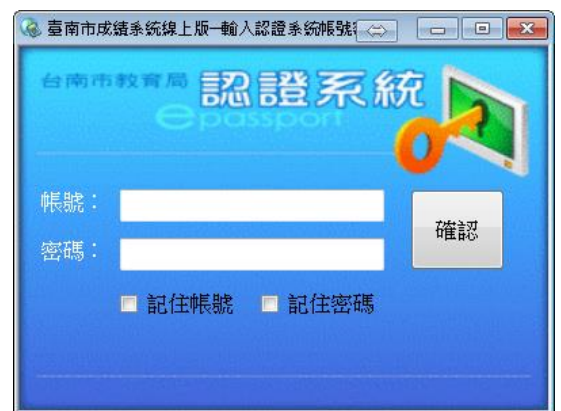 臺南市成績系統線上版─輸入認證系統帳號
台南市教育局 認證系統
epassport
帳號：
確認
密碼：
記住帳號 記住密碼